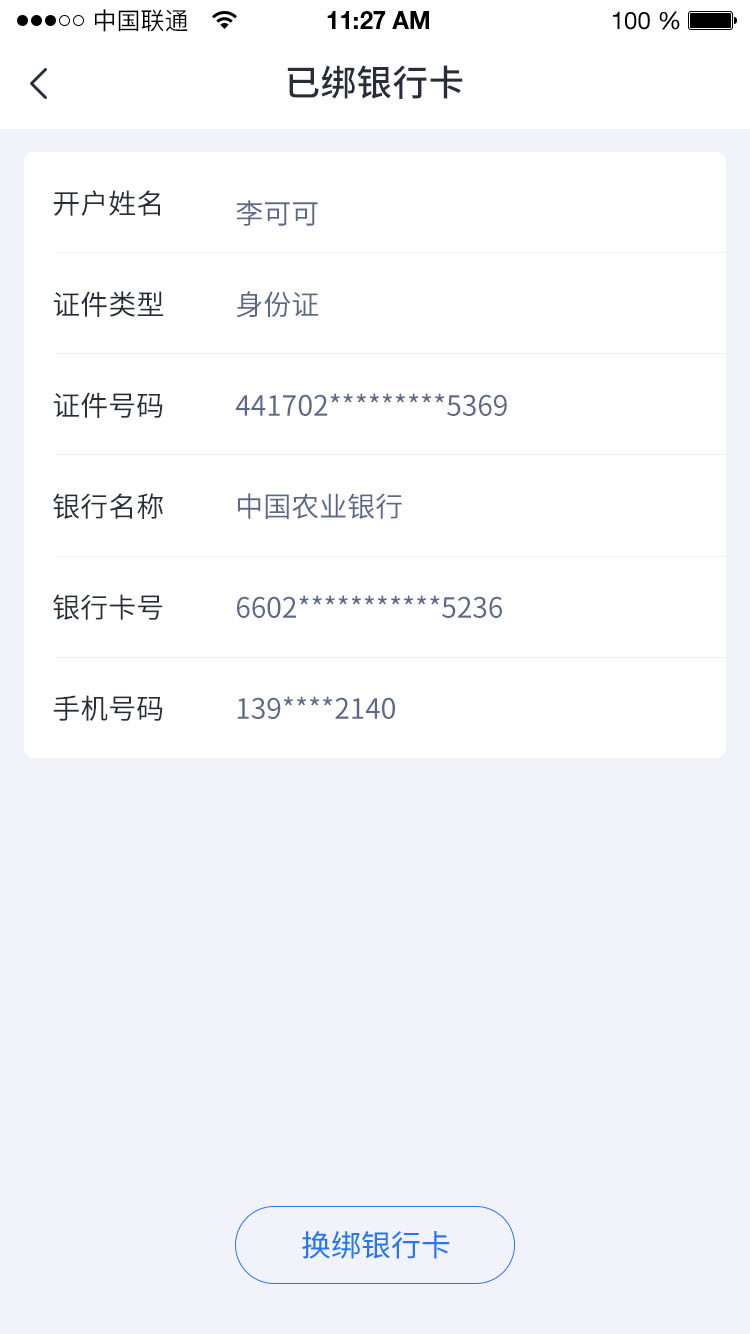 中国联通 11:27 AM 100 %
已绑银行卡
开户姓名 李可可
证件类型 身份证
证件号码 441702*********5369
银行名称 中国农业银行
银行卡号 6602***********5236
手机号码 139****2140
换绑银行卡